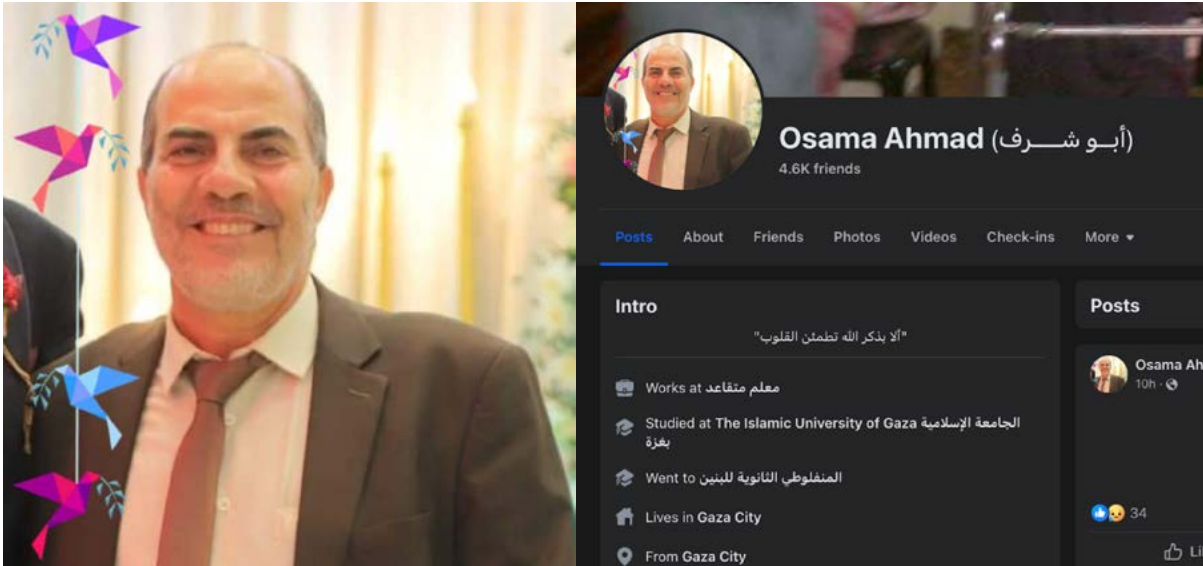 Osama Ahmad (أبـو شــــرف)
4.6K friends
Posts
About
Friends
Photos
Videos
Check-ins
More
Intro
"ألا بذكر الله تطمئن القلوب"
Works at معلم متقاعد
Studied at The Islamic University of Gaza الجامعة الإسلامية
بغزة
Went to المنفلوطي الثانوية للبنين
Lives in Gaza City
From Gaza City
Posts
Osama Ah
10h
34
Li